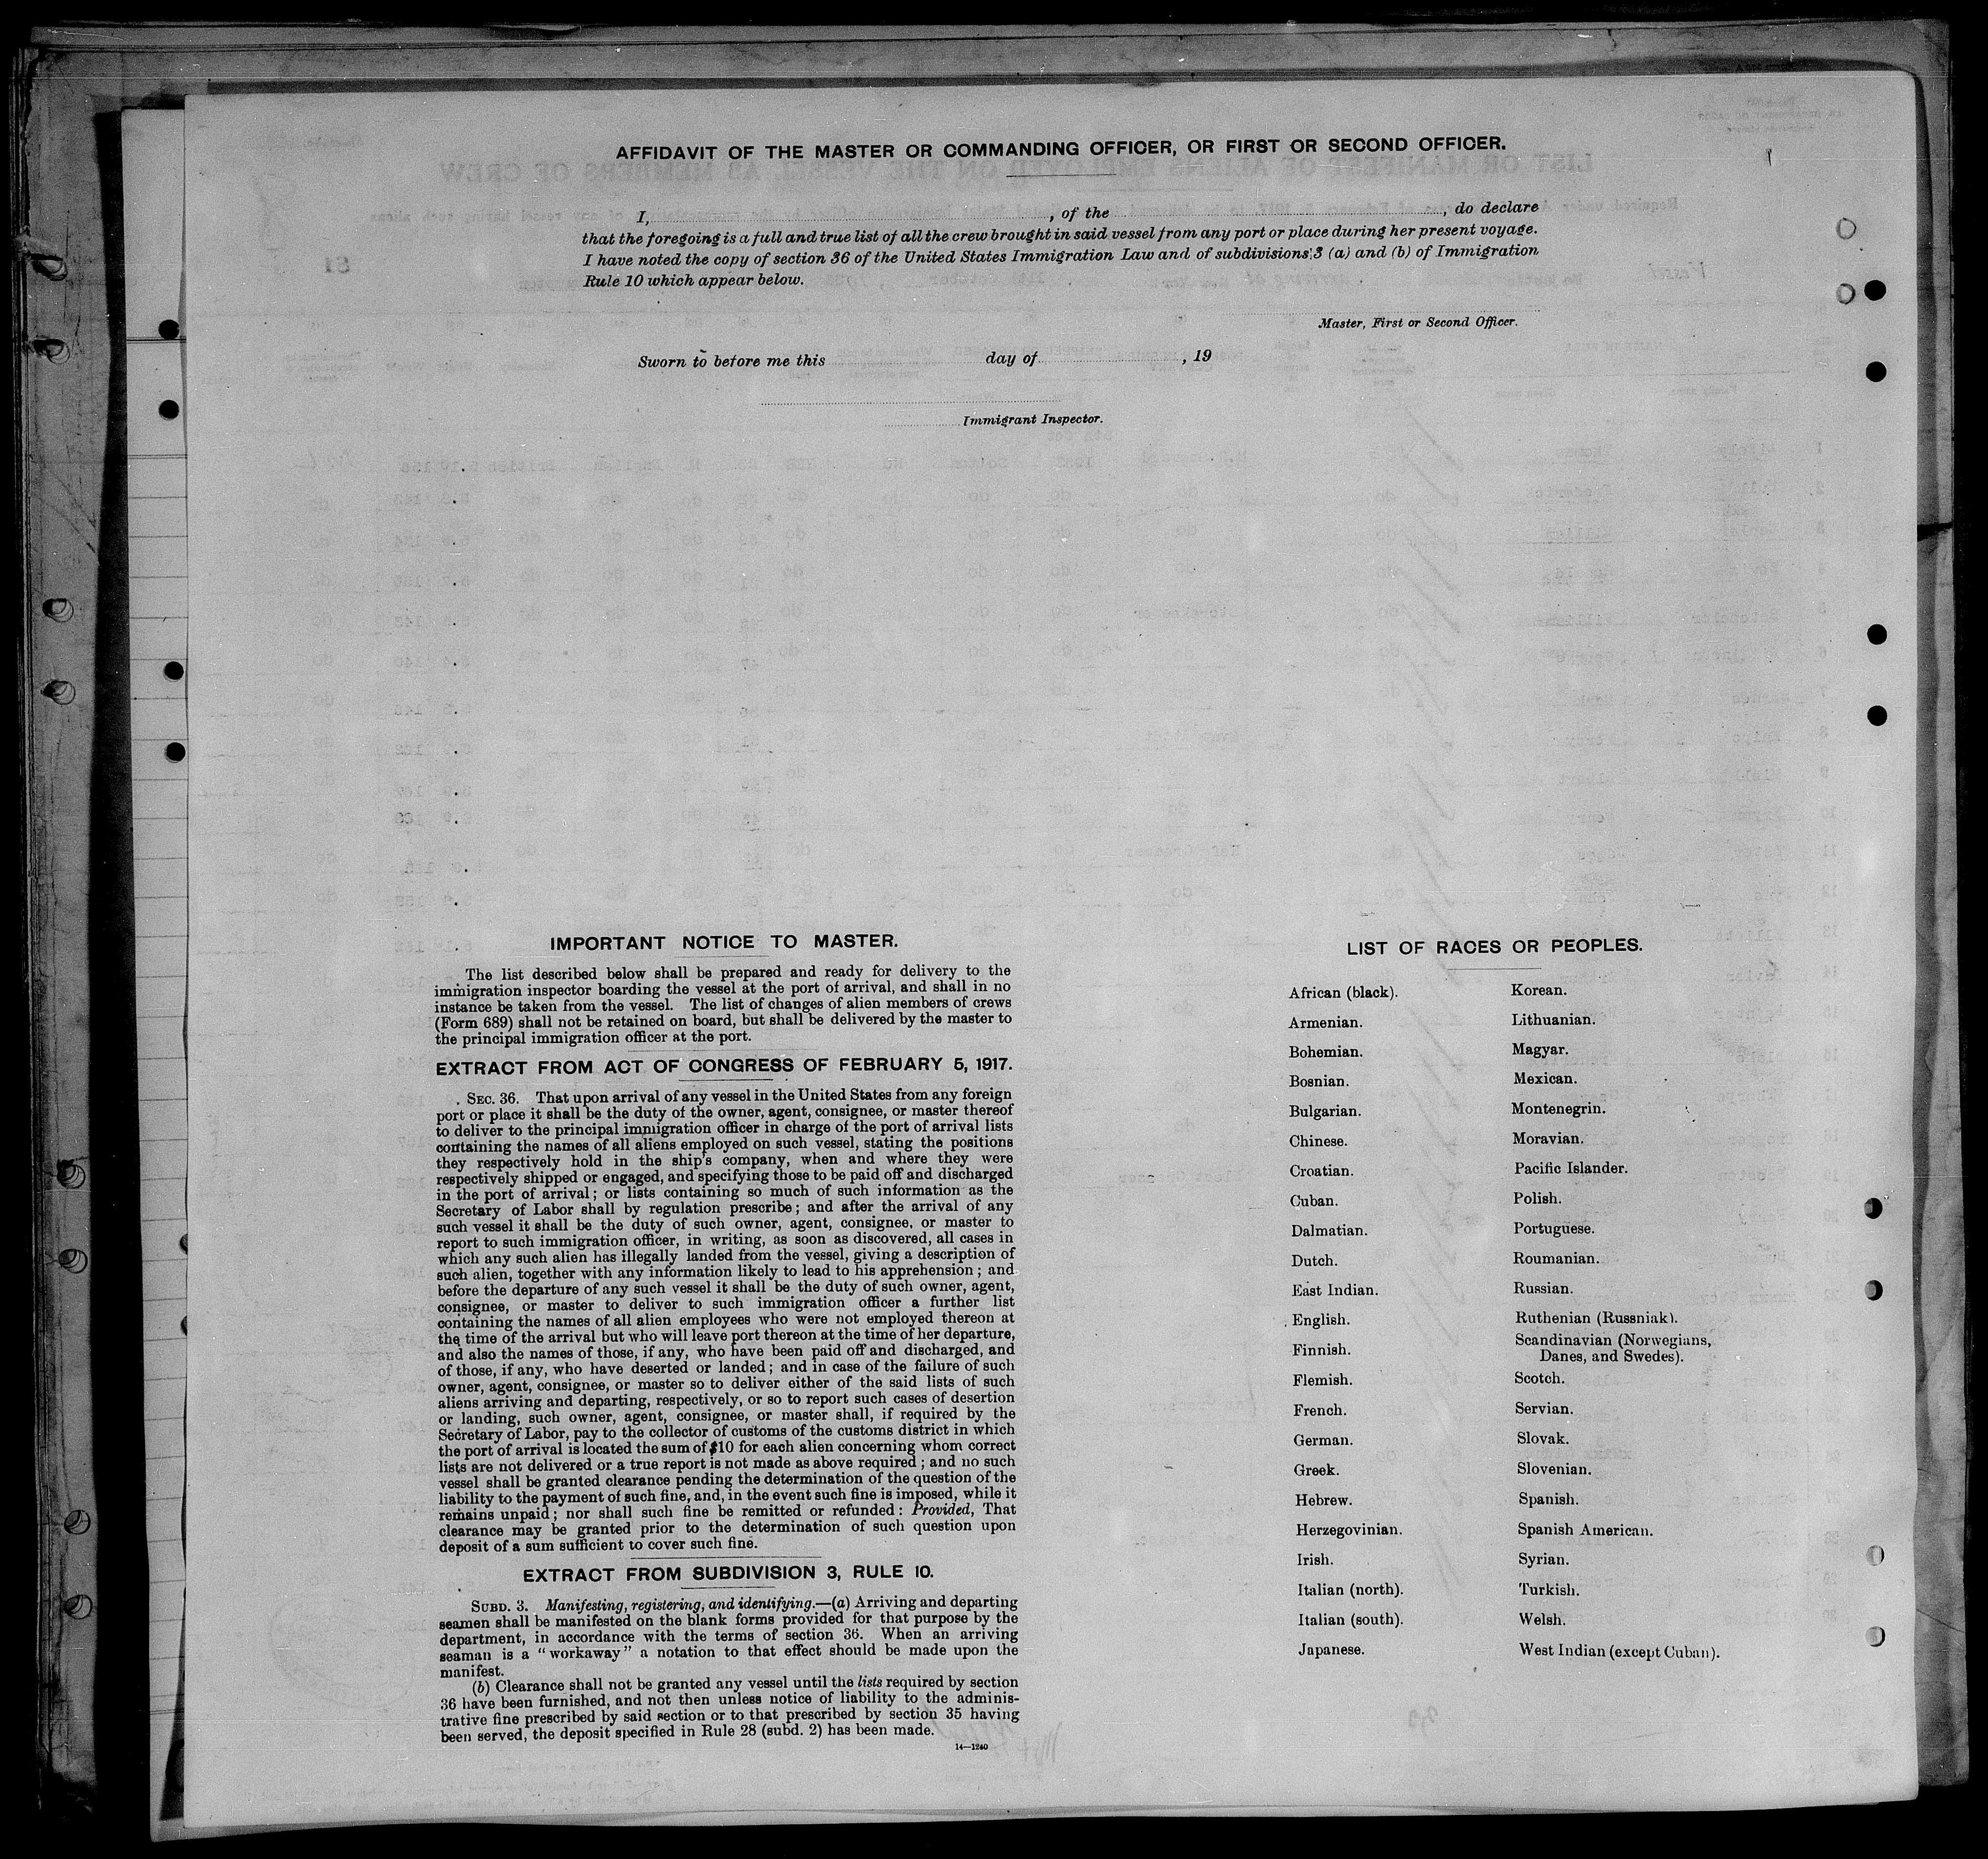 AFFIDAVIT OF THE MASTER OR COMMANDING OFFICER, OR FIRST OR SECOND OFFICER.
I, , of the , do declare
that the foregoing is a full and true list of all the crew brought in said vessel from any port or place during her present voyage.
I have noted the copy of section 36 of the United States Immigration Law and of subdivisions 3 (a) and (b) of Immigration
Rule 10 which appear below.
Master, First or Second Officer.
Sworn to before me this day of , 19
Immigrant Inspector.
IMPORTANT NOTICE TO MASTER.
The list described below shall be prepared and ready for delivery to the
immigration inspector boarding the vessel at the port of arrival, and shall in no
instance be taken from the vessel. The list of changes of alien members of crews
(Form 689) shall not be retained on board, but shall be delivered by the master to
the principal immigration officer at the port.
EXTRACT FROM ACT OF CONGRESS OF FEBRUARY 5, 1917.
SEC. 36. That upon arrival of any vessel in the United States from any foreign
port or place it shall be the duty of the owner, agent, consignee, or master thereof
to deliver to the principal immigration officer in charge of the port of arrival lists
containing the names of all aliens employed on such vessel, stating the positions
they respectively hold in the ship's company, when and where they were
respectively shipped or engaged, and specifying those to be paid off and discharged
in the port of arrival; or lists containing so much of such information as the
Secretary of Labor shall by regulation prescribe; and after the arrival of any
such vessel it shall be the duty of such owner, agent, consignee, or master to
report to such immigration officer, in writing, as soon as discovered, all cases in
which any such alien has illegally landed from the vessel, giving a description of
such alien, together with any information likely to lead to his apprehension; and
before the departure of any such vessel it shall be the duty of such owner, agent,
consignee, or master to deliver to such immigration officer a further list
containing the names of all alien employees who were not employed thereon at
the time of the arrival but who will leave port thereon at the time of her departure,
and also the names of those, if any, who have been paid off and discharged, and
of those, if any, who have deserted or landed; and in case of the failure of such
owner, agent, consignee, or master so to deliver either of the said lists of such
aliens arriving and departing, respectively, or so to report such cases of desertion
or landing, such owner, agent, consignee, or master shall, if required by the
Secretary of Labor, pay to the collector of customs of the customs district in which
the port of arrival is located the sum of $10 for each alien concerning whom correct
lists are not delivered or a true report is not made as above required; and no such
vessel shall be granted clearance pending the determination of the question of the
liability to the payment of such fine, and, in the event such fine is imposed, while it
remains unpaid; nor shall such fine be remitted or refunded: Provided, That
clearance may be granted prior to the determination of such question upon
deposit of a sum sufficient to cover such fine.
EXTRACT FROM SUBDIVISION 3, RULE 10.
SUBD. 3. Manifesting, registering, and identifying.—(a) Arriving and departing
seamen shall be manifested on the blank forms provided for that purpose by the
department, in accordance with the terms of section 36. When an arriving
seaman is a "workaway" a notation to that effect should be made upon the
manifest.
(b) Clearance shall not be granted any vessel until the lists required by section
36 have been furnished, and not then unless notice of liability to the adminis-
trative fine prescribed by said section or to that prescribed by section 35 having
been served, the deposit specified in Rule 28 (subd. 2) has been made.
14—1240
LIST OF RACES OR PEOPLES.
African (black).
Armenian.
Bohemian.
Bosnian.
Bulgarian.
Chinese.
Croatian.
Cuban.
Dalmatian.
Dutch.
East Indian.
English.
Finnish.
Flemish.
French.
German.
Greek.
Hebrew.
Herzegovinian.
Irish.
Italian (north).
Italian (south).
Japanese.
Korean.
Lithuanian.
Magyar.
Mexican.
Montenegrin.
Moravian.
Pacific Islander.
Polish.
Portuguese.
Roumanian.
Russian.
Ruthenian (Russniak).
Scandinavian (Norwegians,
Danes, and Swedes).
Scotch.
Servian.
Slovak.
Slovenian.
Spanish.
Spanish American.
Syrian.
Turkish.
Welsh.
West Indian (except Cuban).